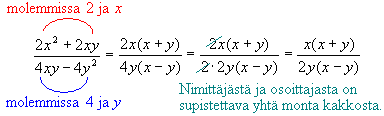 molemmissa 2 ja x
(2x² + 2xy)/(4xy − 4y²) = 2x(x + y)/4y(x − y) = 2x(x + y)/2·2y(x − y) = x(x + y)/2y(x − y)
molemmissa 4 ja y
Nimittäjästä ja osoittajasta on
supistettava yhtä monta kakkosta.